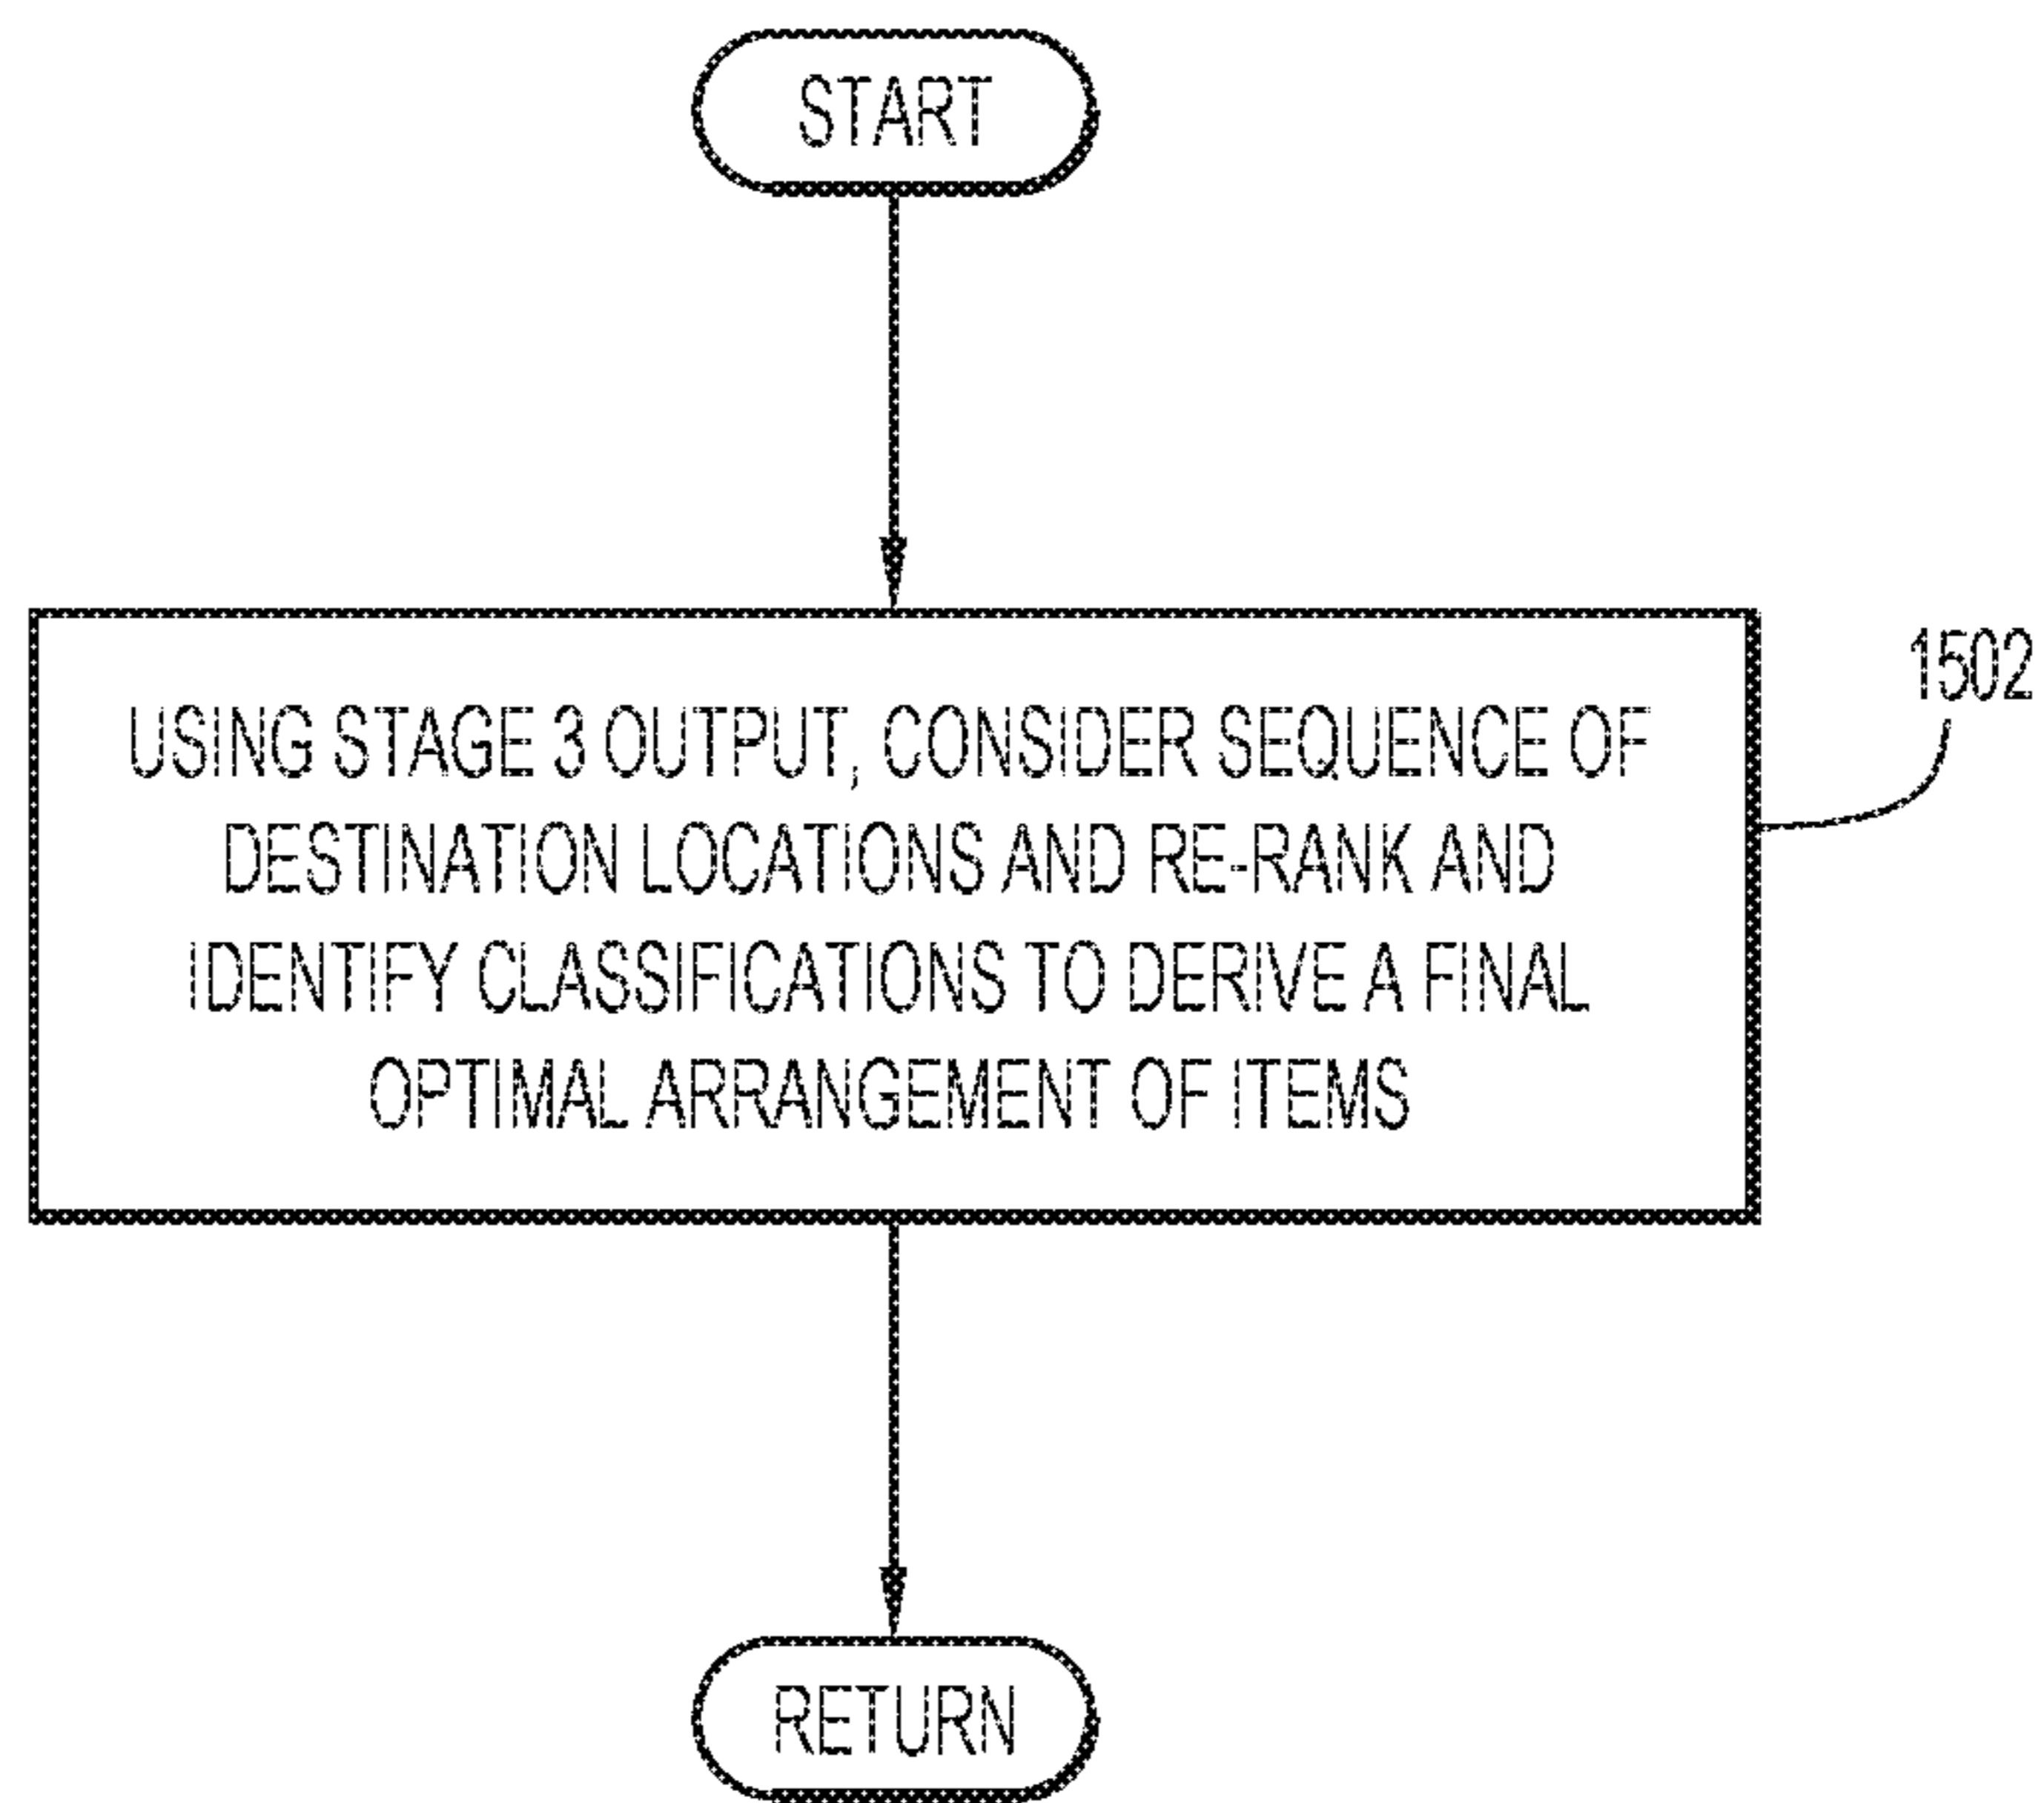 START
1502
USING STAGE 3 OUTPUT, CONSIDER SEQUENCE OF
DESTINATION LOCATIONS AND RE-RANK AND
IDENTIFY CLASSIFICATIONS TO DERIVE A FINAL
OPTIMAL ARRANGEMENT OF ITEMS
RETURN